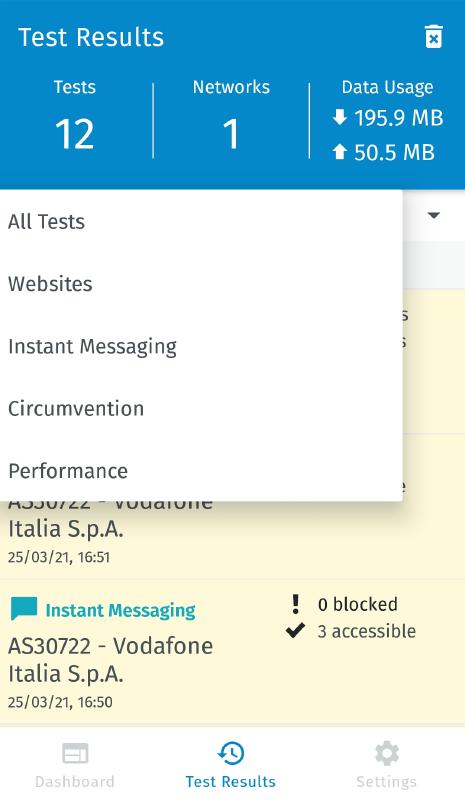 Test Results
Tests
12
Networks
1
Data Usage
195.9 MB
50.5 MB
All Tests
Websites
Instant Messaging
Circumvention
Performance
AS30722 - Vodafone
Italia S.p.A.
25/03/21, 16:51
Instant Messaging
0 blocked
3 accessible
AS30722 - Vodafone
Italia S.p.A.
25/03/21, 16:50
Dashboard
Test Results
Settings